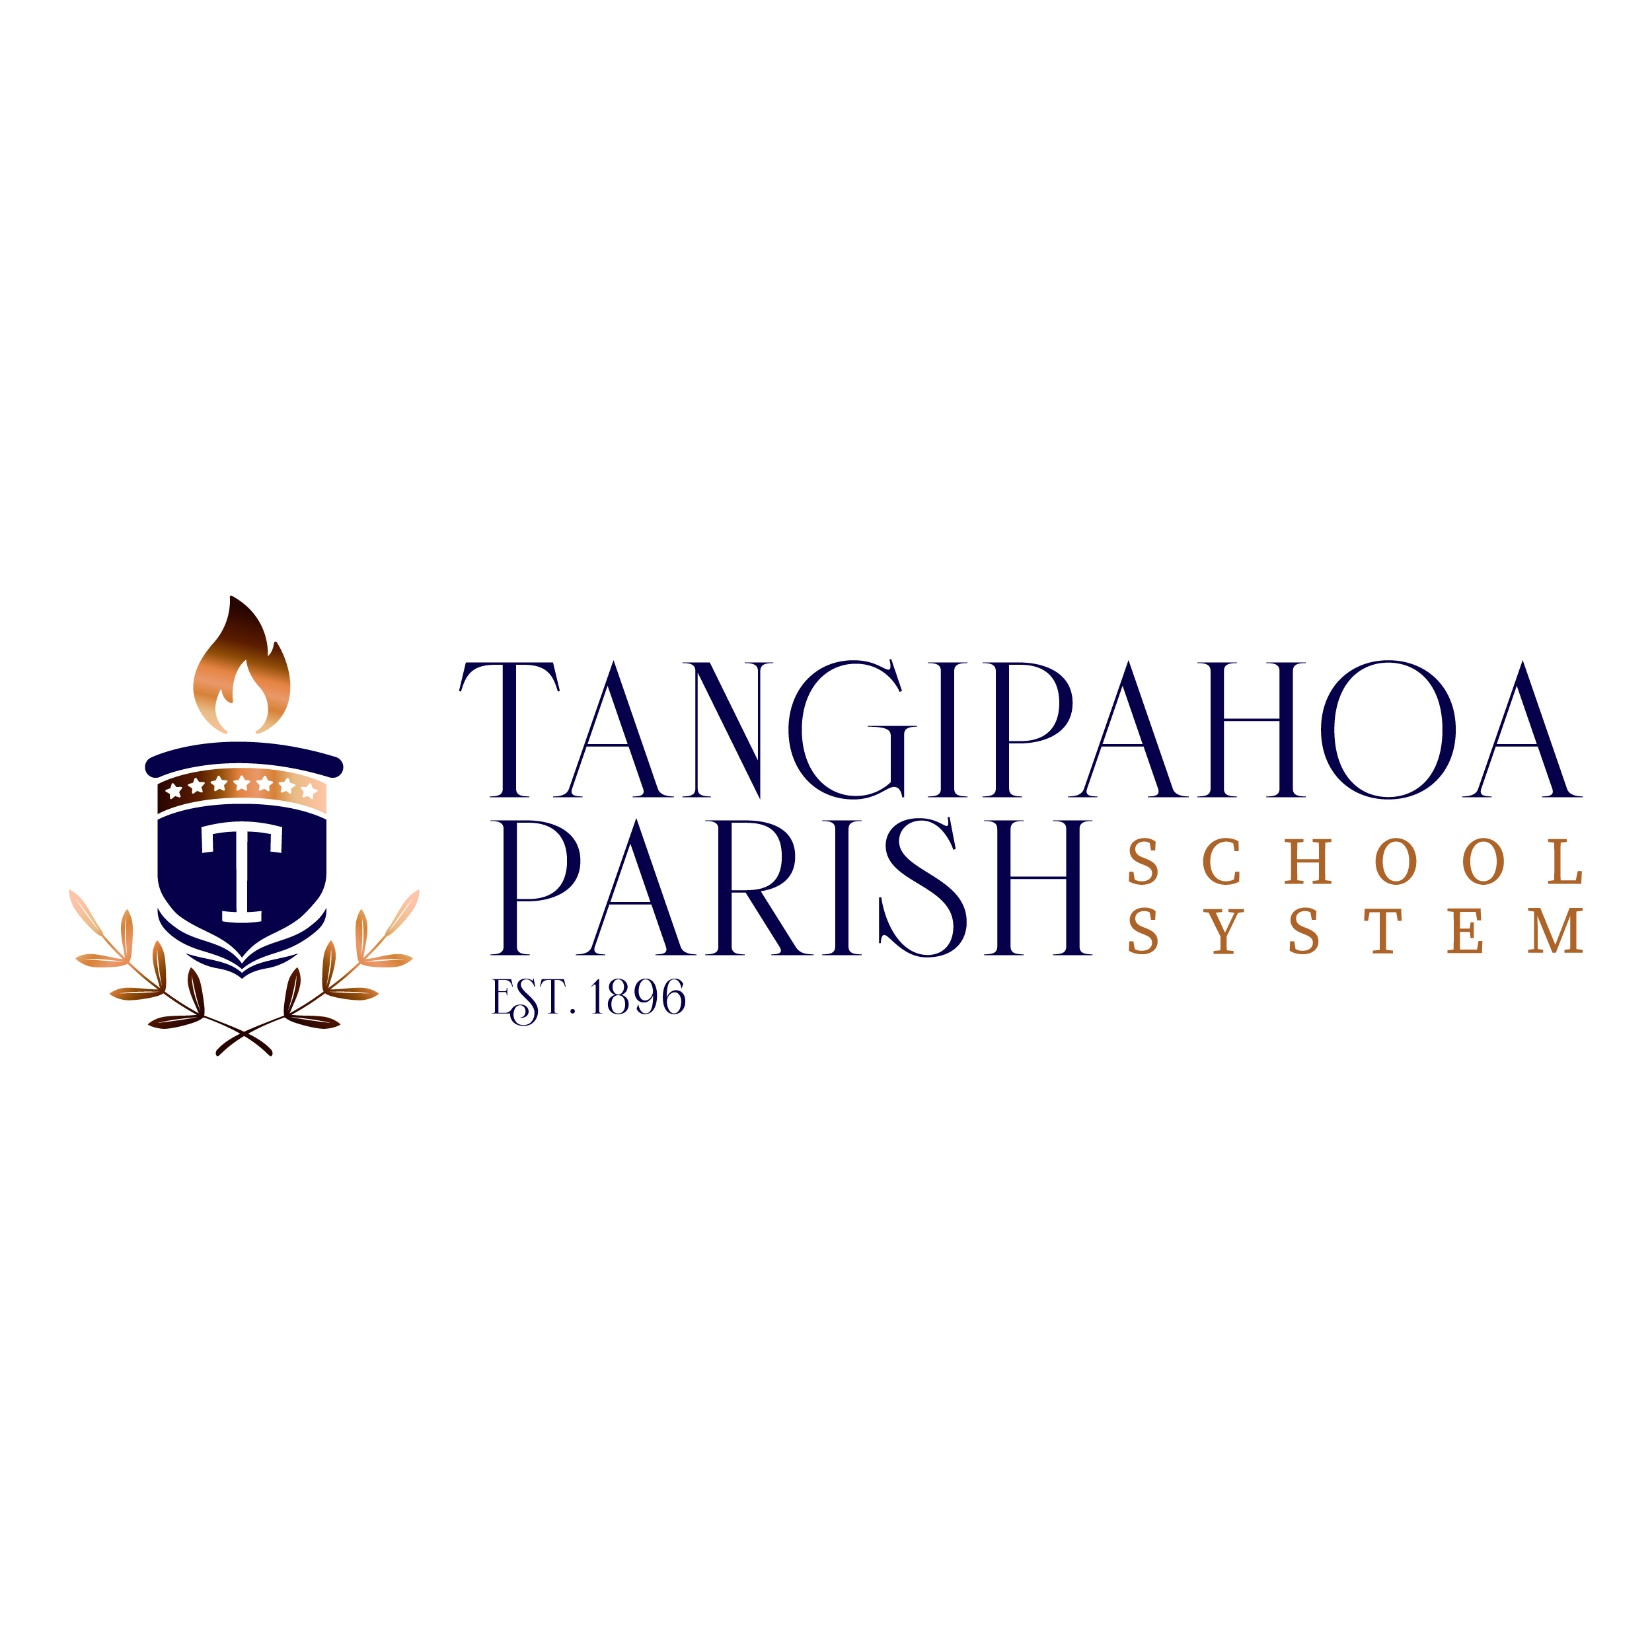 T
TANGIPAHOA
PARISH SCHOOL
SYSTEM
EST. 1896